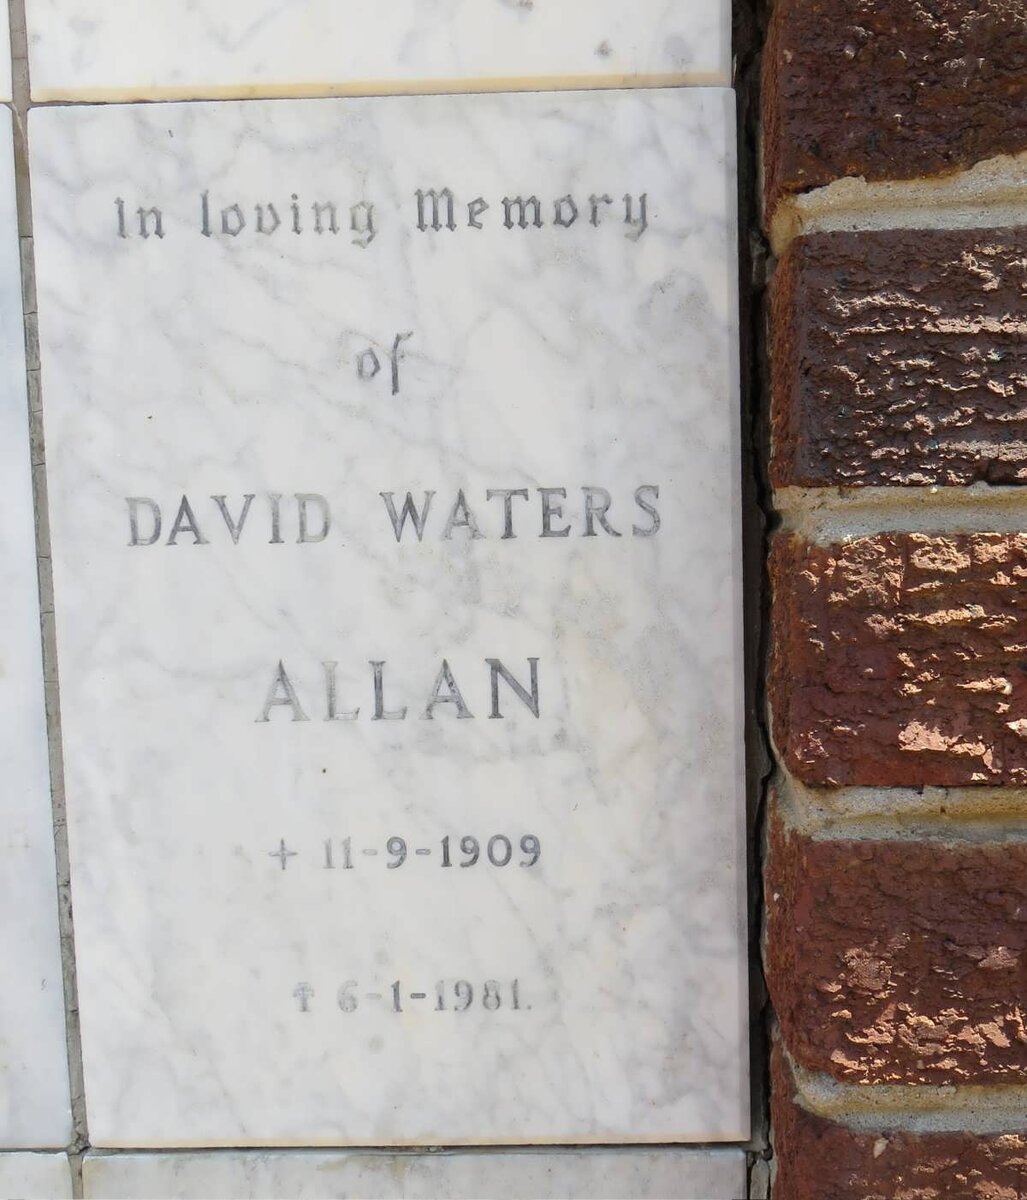 In loving Memory
of
DAVID WATERS
ALLAN
+ 11-9-1909
✝ 6-1-1981.